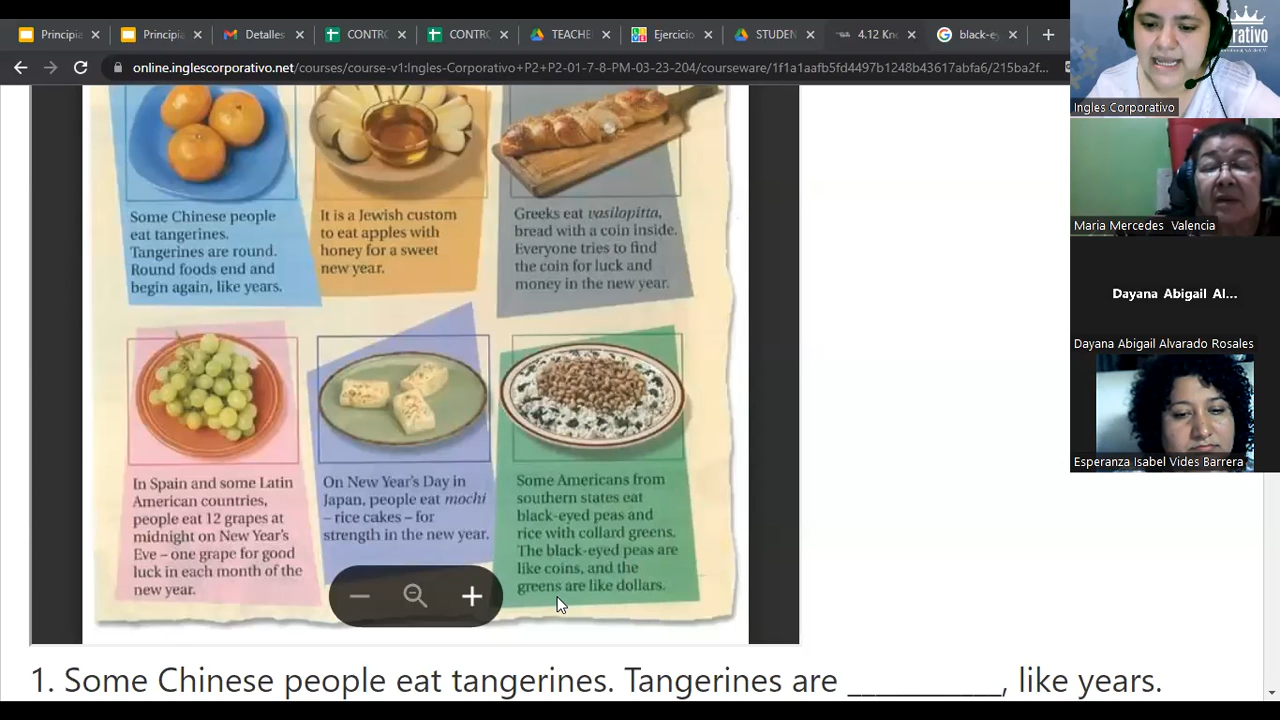 Principia
Principia
Detalles
CONTRO
CONTRO
TEACHE
Ejercicio
STUDEN
4.12 Kno
black-ey
online.inglescorporativo.net/courses/course-v1:Ingles-Corporativo+P2+P2-01-7-8-PM-03-23-204/courseware/
Some Chinese people
eat tangerines.
Tangerines are round.
Round foods end and
begin again, like years.
It is a Jewish custom
to eat apples with
honey for a sweet
new year.
Greeks eat vasilopitta,
bread with a coin inside.
Everyone tries to find
the coin for luck and
money in the new year.
In Spain and some Latin
American countries,
people eat 12 grapes at
midnight on New Year's
Eve – one grape for good
luck in each month of the
new year.
On New Year's Day in
Japan, people eat mochi
– rice cakes – for
strength in the new year.
Some Americans from
southern states eat
black-eyed peas and
rice with collard greens.
The black-eyed peas are
like coins, and the
greens are like dollars.
1. Some Chinese people eat tangerines. Tangerines are ___________, like years.
Ingles Corporativo
Maria Mercedes Valencia
Dayana Abigail Al...
Dayana Abigail Alvarado Rosales
Esperanza Isabel Vides Barrera